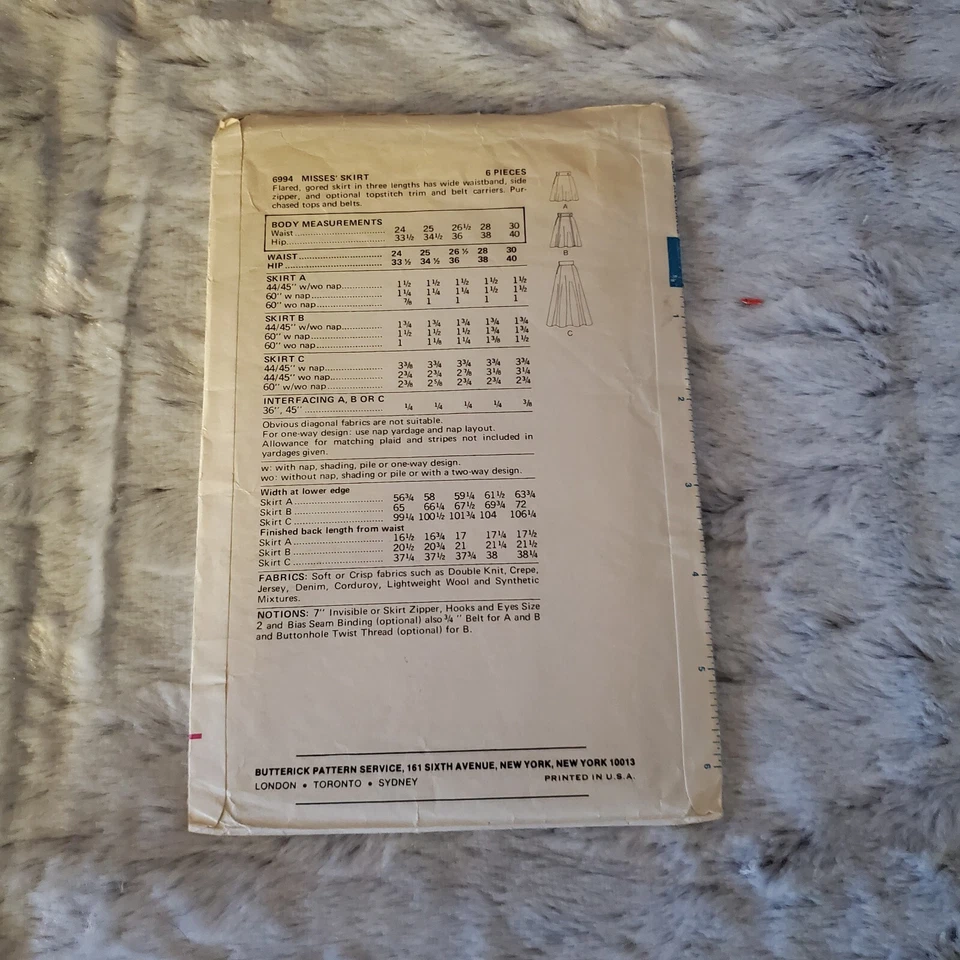 6994 MISSES' SKIRT 6 PIECES
Flared, gored skirt in three lengths has wide waistband, side
zipper, and optional topstitch trim and belt carriers. Pur-
chased tops and belts.
BODY MEASUREMENTS
Waist 24 25 26½ 28 30
Hip 33½ 34½ 36 38 40
WAIST 24 25 26½ 28 30
HIP 33½ 34½ 36 38 40
SKIRT A
44/45" w/wo nap 1½ 1½ 1½ 1½ 1½
60" w nap 1¼ 1¼ 1¼ 1½ 1½
60" wo nap ⅞ 1 1 1 1
SKIRT B
44/45" w/wo nap 1¾ 1¾ 1¾ 1¾ 1¾
60" w nap 1½ 1½ 1½ 1¾ 1¾
60" wo nap 1 1⅛ 1¼ 1⅜ 1½
SKIRT C
44/45" w nap 3⅜ 3¾ 3¾ 3¾ 3¾
44/45" wo nap 2¾ 2¾ 2⅞ 3⅛ 3¼
60" w/wo nap 2⅜ 2⅝ 2¾ 2¾ 2¾
INTERFACING A, B OR C
36", 45" ¼ ¼ ¼ ¼ ⅜
Obvious diagonal fabrics are not suitable.
For one-way design: use nap yardage and nap layout.
Allowance for matching plaid and stripes not included in
yardages given.
w: with nap, shading, pile or one-way design.
wo: without nap, shading or pile or with a two-way design.
Width at lower edge
Skirt A 56¾ 58 59¼ 61½ 63¾
Skirt B 65 66¼ 67½ 69¾ 72
Skirt C 99¼ 100½ 101¾ 104 106¼
Finished back length from waist
Skirt A 16½ 16¾ 17 17¼ 17½
Skirt B 20½ 20¾ 21 21¼ 21½
Skirt C 37¼ 37½ 37¾ 38 38¼
FABRICS: Soft or Crisp fabrics such as Double Knit, Crepe,
Jersey, Denim, Corduroy, Lightweight Wool and Synthetic
Mixtures.
NOTIONS: 7" Invisible or Skirt Zipper, Hooks and Eyes Size
2 and Bias Seam Binding (optional) also ¾" Belt for A and B
and Buttonhole Twist Thread (optional) for B.
A
B
C
1
2
3
4
5
6
BUTTERICK PATTERN SERVICE, 161 SIXTH AVENUE, NEW YORK, NEW YORK 10013
LONDON • TORONTO • SYDNEY PRINTED IN U.S.A.